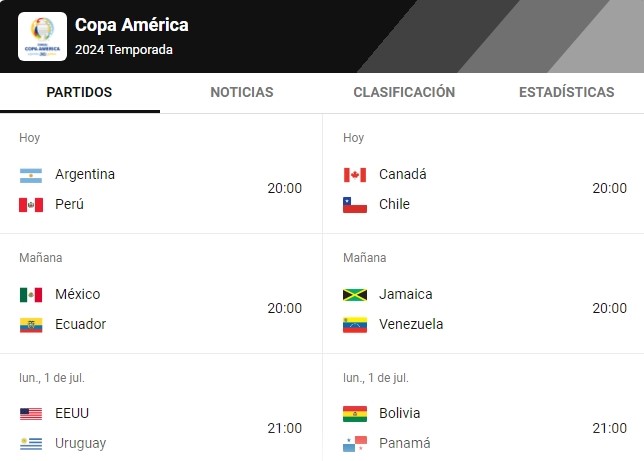 COPA AMERICA
Copa América
2024 Temporada
PARTIDOS
NOTICIAS
CLASIFICACIÓN
ESTADÍSTICAS
Hoy
Argentina
Perú
20:00
Hoy
Canadá
Chile
20:00
Mañana
México
Ecuador
20:00
Mañana
Jamaica
Venezuela
20:00
lun., 1 de jul.
EEUU
Uruguay
21:00
lun., 1 de jul.
Bolivia
Panamá
21:00